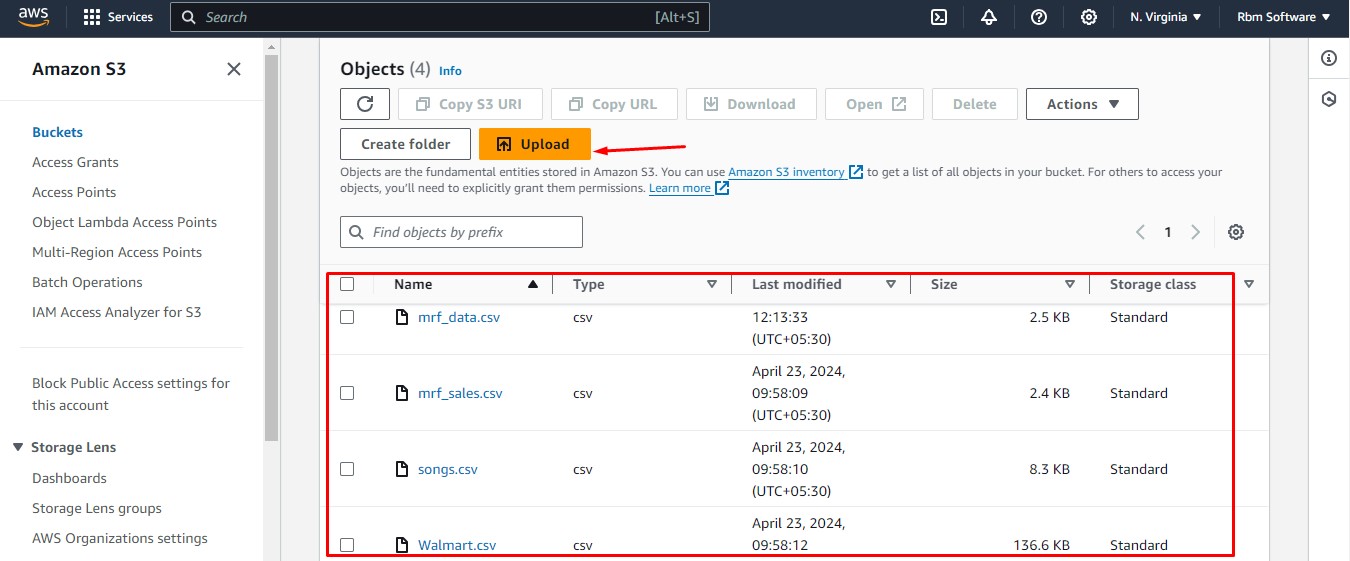 aws
Services
Search
[Alt+S]
N. Virginia
Rbm Software
Amazon S3
Buckets
Access Grants
Access Points
Object Lambda Access Points
Multi-Region Access Points
Batch Operations
IAM Access Analyzer for S3
Block Public Access settings for
this account
Storage Lens
Dashboards
Storage Lens groups
AWS Organizations settings
Objects (4) Info
Copy S3 URI Copy URL Download Open Delete Actions
Create folder Upload
Objects are the fundamental entities stored in Amazon S3. You can use Amazon S3 inventory to get a list of all objects in your bucket. For others to access your
objects, you'll need to explicitly grant them permissions. Learn more
Find objects by prefix
1
Name Type Last modified Size Storage class
mrf_data.csv csv 12:13:33 2.5 KB Standard
(UTC+05:30)
April 23, 2024,
mrf_sales.csv csv 09:58:09 2.4 KB Standard
(UTC+05:30)
April 23, 2024,
songs.csv csv 09:58:10 8.3 KB Standard
(UTC+05:30)
April 23, 2024,
Walmart.csv csv 09:58:12 136.6 KB Standard